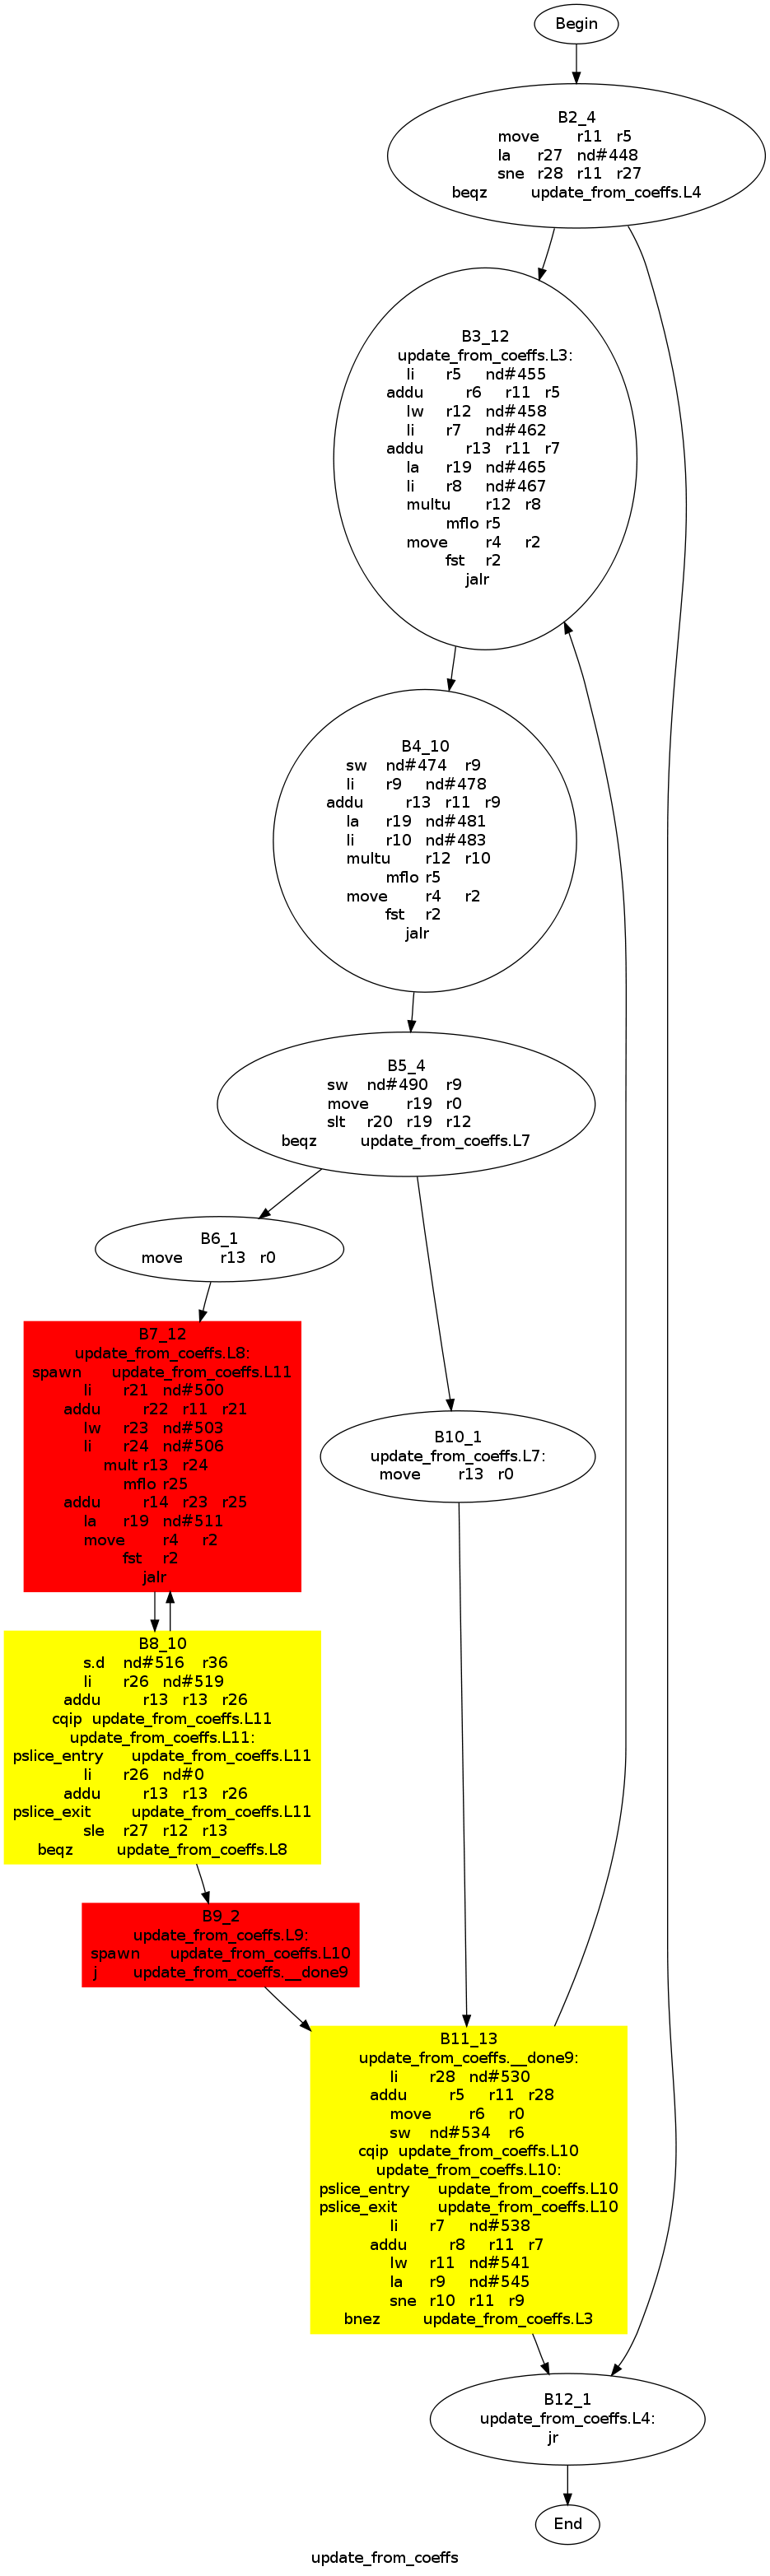 Begin
B2_4
move r11 r5
la r27 nd#448
sne r28 r11 r27
beqz update_from_coeffs.L4
B3_12
update_from_coeffs.L3:
li r5 nd#455
addu r6 r11 r5
lw r12 nd#458
li r7 nd#462
addu r13 r11 r7
la r19 nd#465
li r8 nd#467
multu r12 r8
mflo r5
move r4 r2
fst r2
jalr
B4_10
sw nd#474 r9
li r9 nd#478
addu r13 r11 r9
la r19 nd#481
li r10 nd#483
multu r12 r10
mflo r5
move r4 r2
fst r2
jalr
B5_4
sw nd#490 r9
move r19 r0
slt r20 r19 r12
beqz update_from_coeffs.L7
B6_1
move r13 r0
B7_12
update_from_coeffs.L8:
spawn update_from_coeffs.L11
li r21 nd#500
addu r22 r11 r21
lw r23 nd#503
li r24 nd#506
mult r13 r24
mflo r25
addu r14 r23 r25
la r19 nd#511
move r4 r2
fst r2
jalr
B10_1
update_from_coeffs.L7:
move r13 r0
B8_10
s.d nd#516 r36
li r26 nd#519
addu r13 r13 r26
cqip update_from_coeffs.L11
update_from_coeffs.L11:
pslice_entry update_from_coeffs.L11
li r26 nd#0
addu r13 r13 r26
pslice_exit update_from_coeffs.L11
sle r27 r12 r13
beqz update_from_coeffs.L8
B9_2
update_from_coeffs.L9:
spawn update_from_coeffs.L10
j update_from_coeffs.__done9
B11_13
update_from_coeffs.__done9:
li r28 nd#530
addu r5 r11 r28
move r6 r0
sw nd#534 r6
cqip update_from_coeffs.L10
update_from_coeffs.L10:
pslice_entry update_from_coeffs.L10
pslice_exit update_from_coeffs.L10
li r7 nd#538
addu r8 r11 r7
lw r11 nd#541
la r9 nd#545
sne r10 r11 r9
bnez update_from_coeffs.L3
B12_1
update_from_coeffs.L4:
jr
End
update_from_coeffs